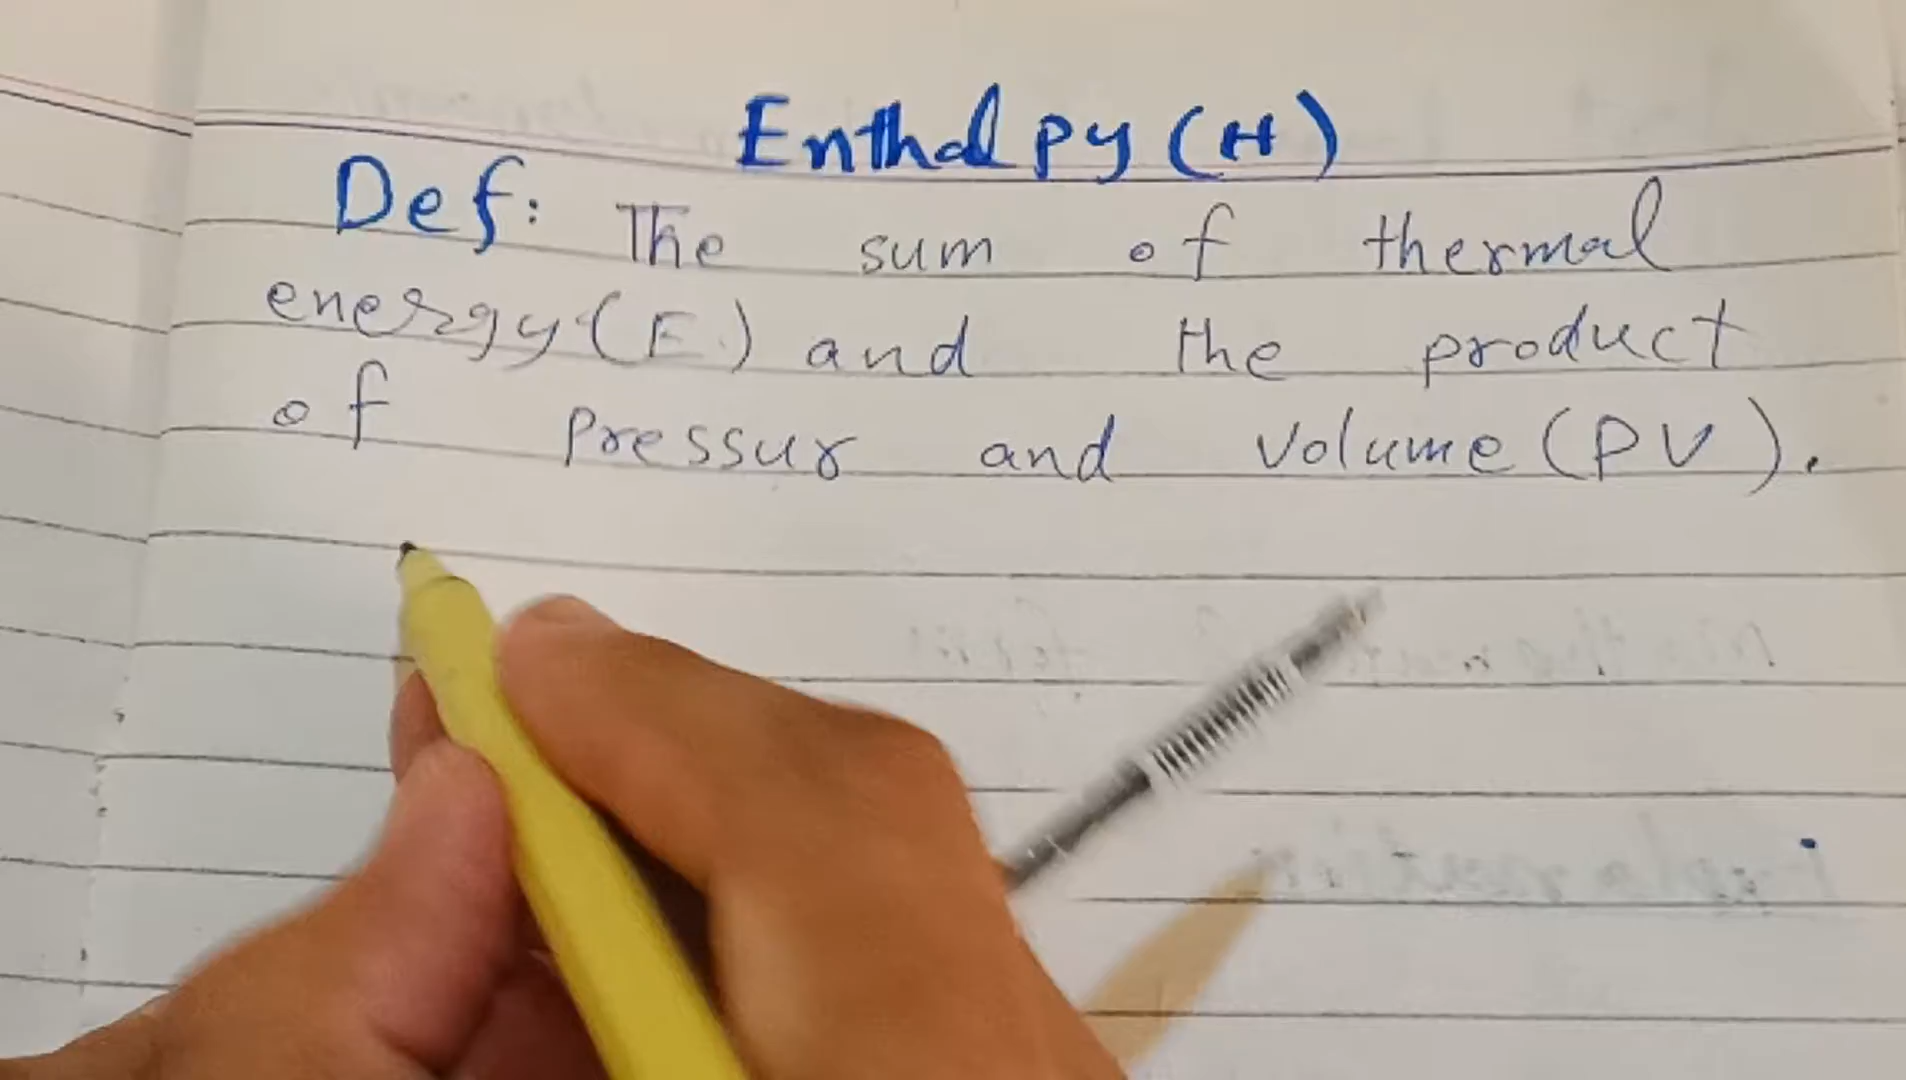 Enthalpy (H)
Def: The sum of thermal
energy (E) and the product
of pressur and volume (PV).